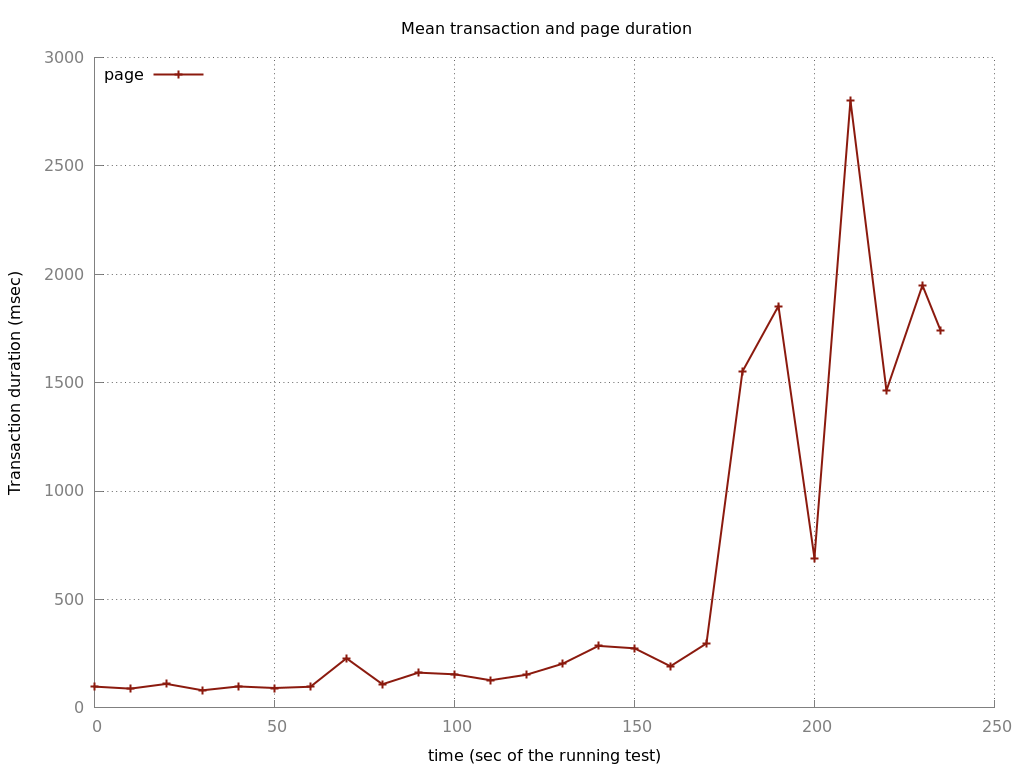 Mean transaction and page duration
3000
page
2500
2000
1500
1000
500
0
Transaction duration (msec)
0 50 100 150 200 250
time (sec of the running test)